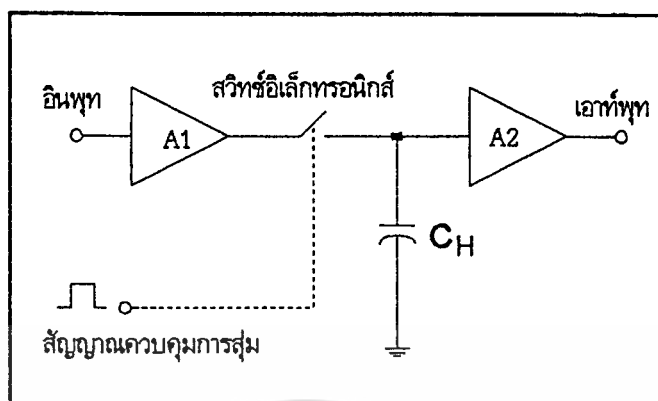 อินพุท
สวิทซ์อิเล็กทรอนิกส์
เอาท์พุท
A1
A2
CH
สัญญาณควบคุมการสุ่ม